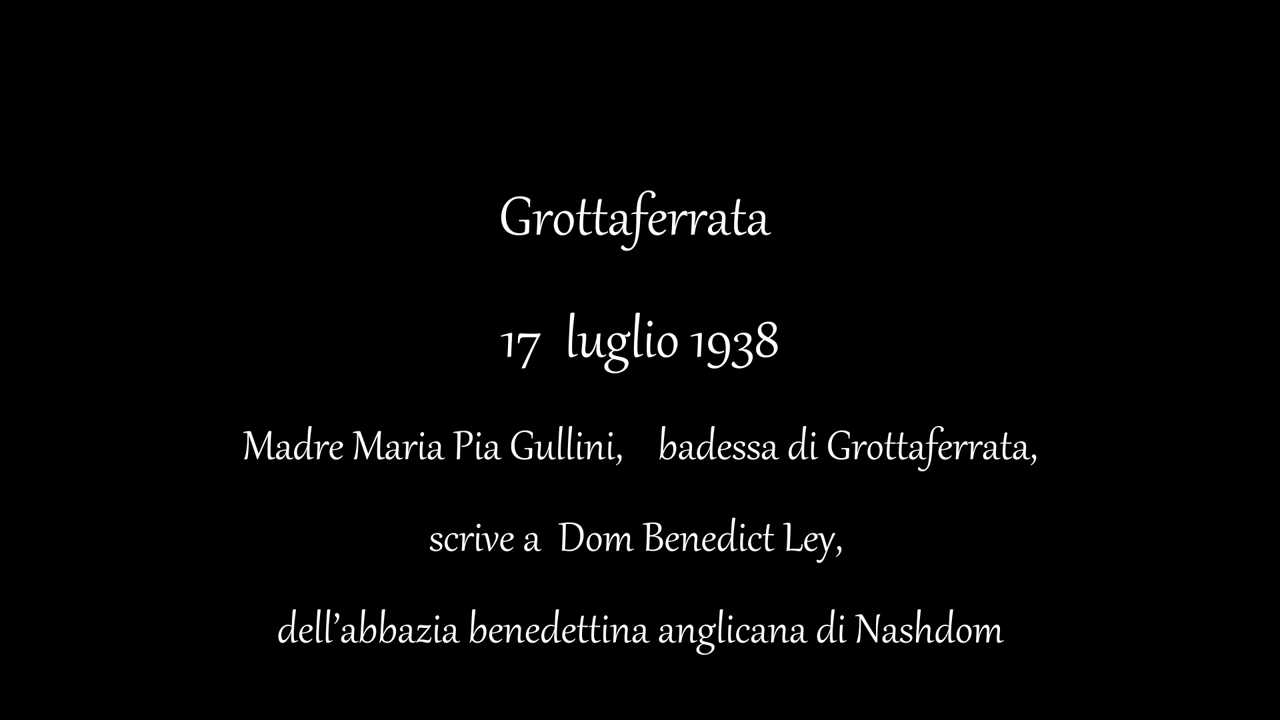 Grottaferrata
17 luglio 1938
Madre Maria Pia Gullini, badessa di Grottaferrata,
scrive a Dom Benedict Ley,
dell’abbazia benedettina anglicana di Nashdom